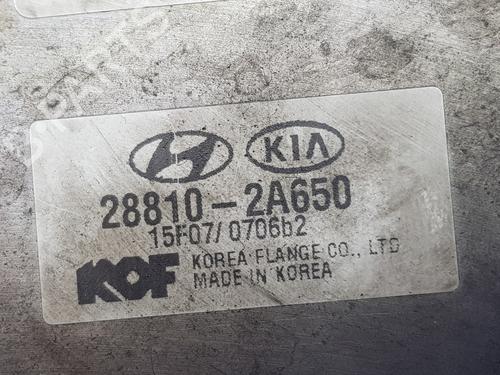 KIA
28810-2A650
15F07/0706b2
KOF KOREA FLANGE CO., LTD
MADE IN KOREA